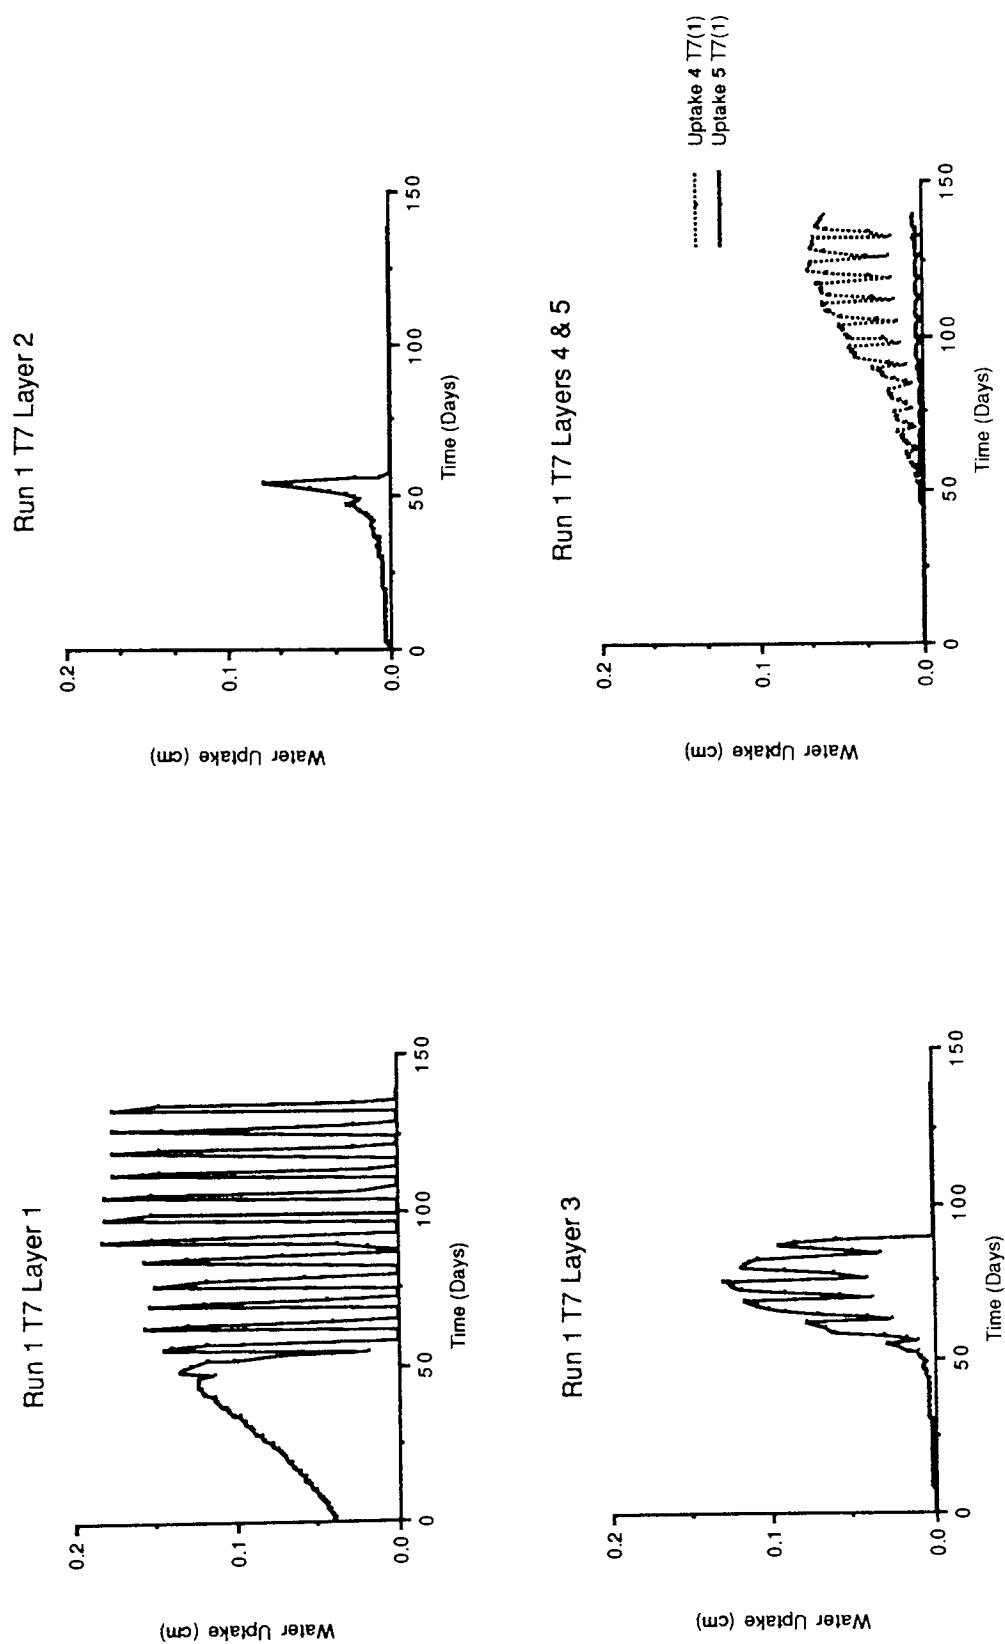 Run 1 T7 Layer 1
Water Uptake (cm)
0.2
0.1
0.0
0
50
100
150
Time (Days)
Run 1 T7 Layer 2
Water Uptake (cm)
0.2
0.1
0.0
0
50
100
150
Time (Days)
Run 1 T7 Layer 3
Water Uptake (cm)
0.2
0.1
0.0
0
50
100
150
Time (Days)
Run 1 T7 Layers 4 & 5
Water Uptake (cm)
0.2
0.1
0.0
0
50
100
150
Time (Days)
Uptake 4 T7(1)
Uptake 5 T7(1)